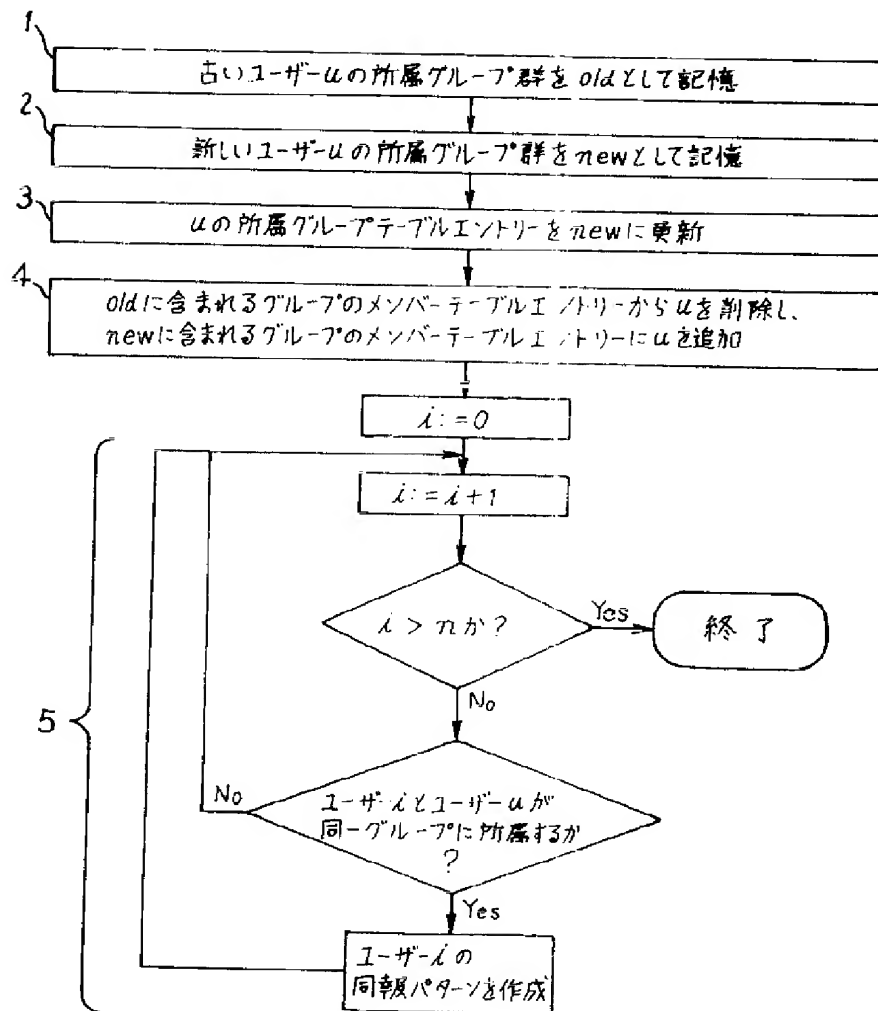 1
古いユーザーuの所属グループ群をoldとして記憶
2
新しいユーザーuの所属グループ群をnewとして記憶
3
uの所属グループテーブルエントリーをnewに更新
4
oldに含まれるグループのメンバーテーブルエントリーからuを削除し、
newに含まれるグループのメンバーテーブルエントリーにuを追加
i:=0
i:=i+1
i>nか?
Yes
終了
No
5
No
ユーザーiとユーザーuが
同一グループに所属するか
?
Yes
ユーザーiの
同報パターンを作成